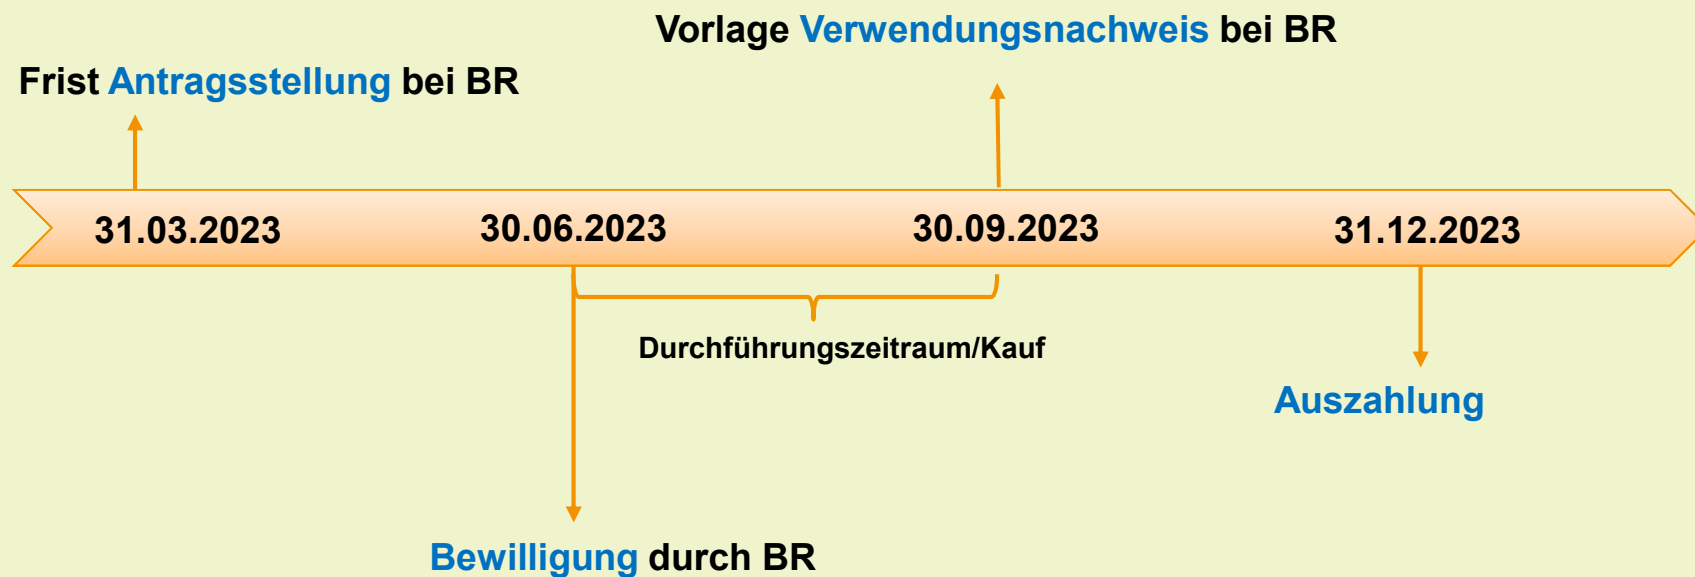 Vorlage Verwendungsnachweis bei BR
Frist Antragsstellung bei BR
31.03.2023
30.06.2023
30.09.2023
31.12.2023
Durchführungszeitraum/Kauf
Auszahlung
Bewilligung durch BR